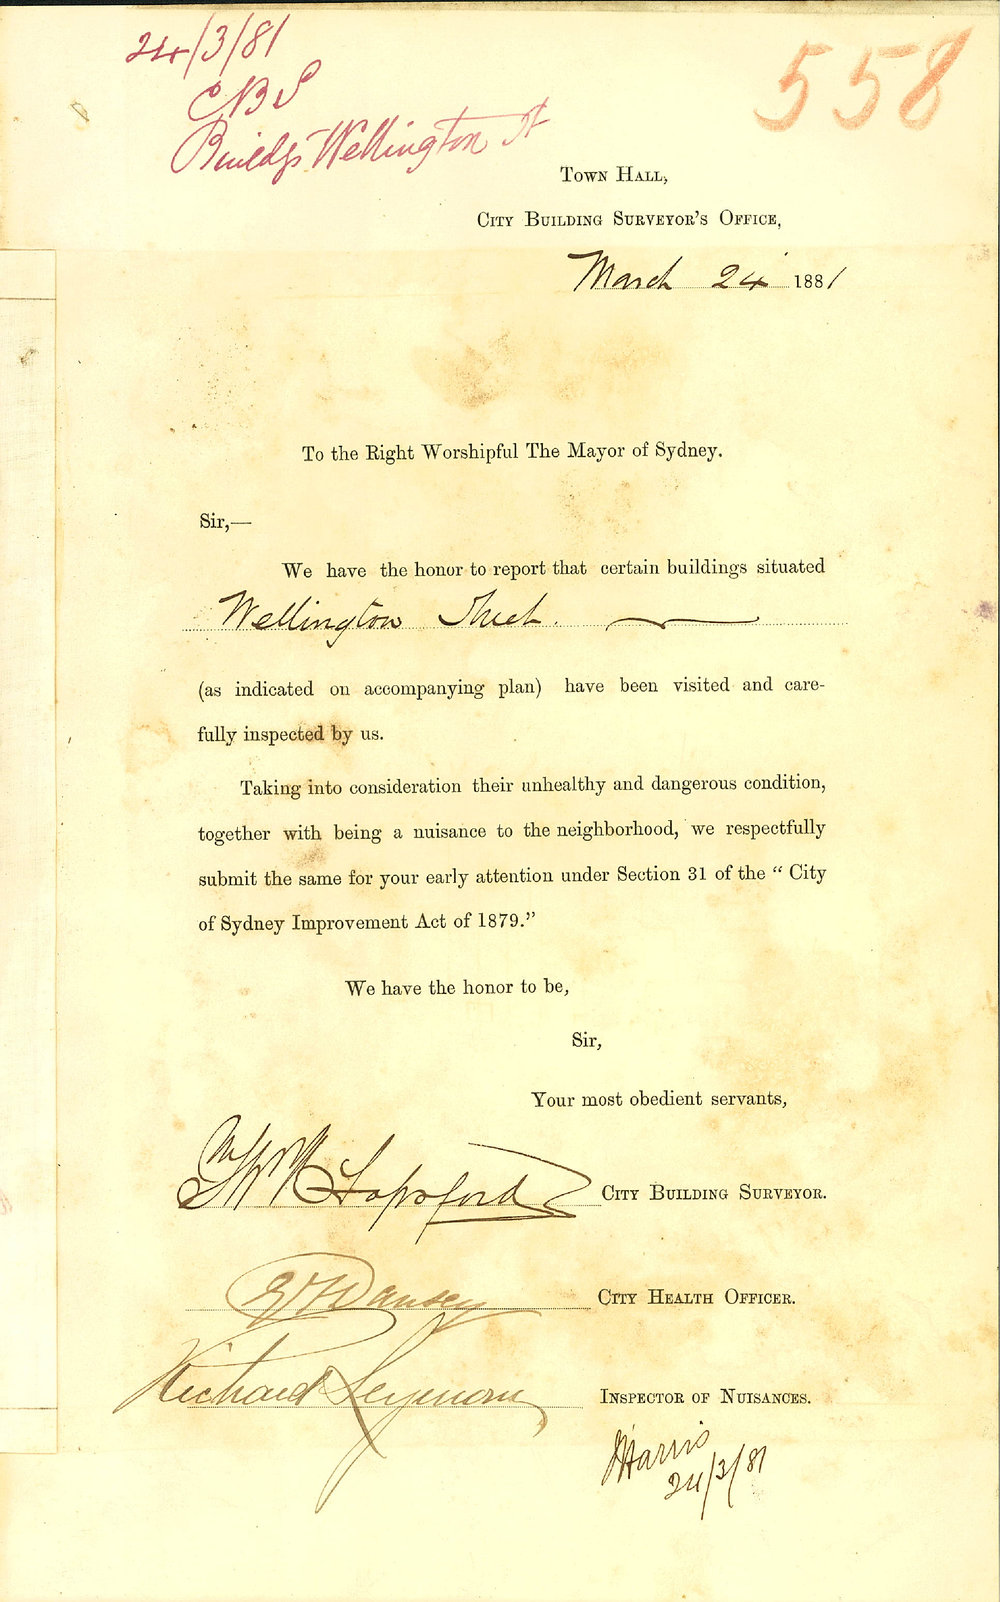 24/3/81
CBS
Buildgs Wellington St
558
TOWN HALL,
CITY BUILDING SURVEYOR'S OFFICE,
March 24 1881
To the Right Worshipful The Mayor of Sydney.
Sir,—
We have the honor to report that certain buildings situated
Wellington Street.
(as indicated on accompanying plan) have been visited and care-
fully inspected by us.
Taking into consideration their unhealthy and dangerous condition,
together with being a nuisance to the neighborhood, we respectfully
submit the same for your early attention under Section 31 of the “ City
of Sydney Improvement Act of 1879.”
We have the honor to be,
Sir,
Your most obedient servants,
CITY BUILDING SURVEYOR.
Dansey CITY HEALTH OFFICER.
Richard Seymour INSPECTOR OF NUISANCES.
JHarris
24/3/81